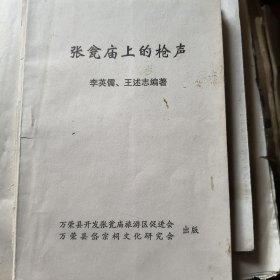 张瓮庙上的枪声
李英儒、王述志编著
万荣县开发张瓮庙旅游区促进会
万荣县岱宗祠文化研究会 出版